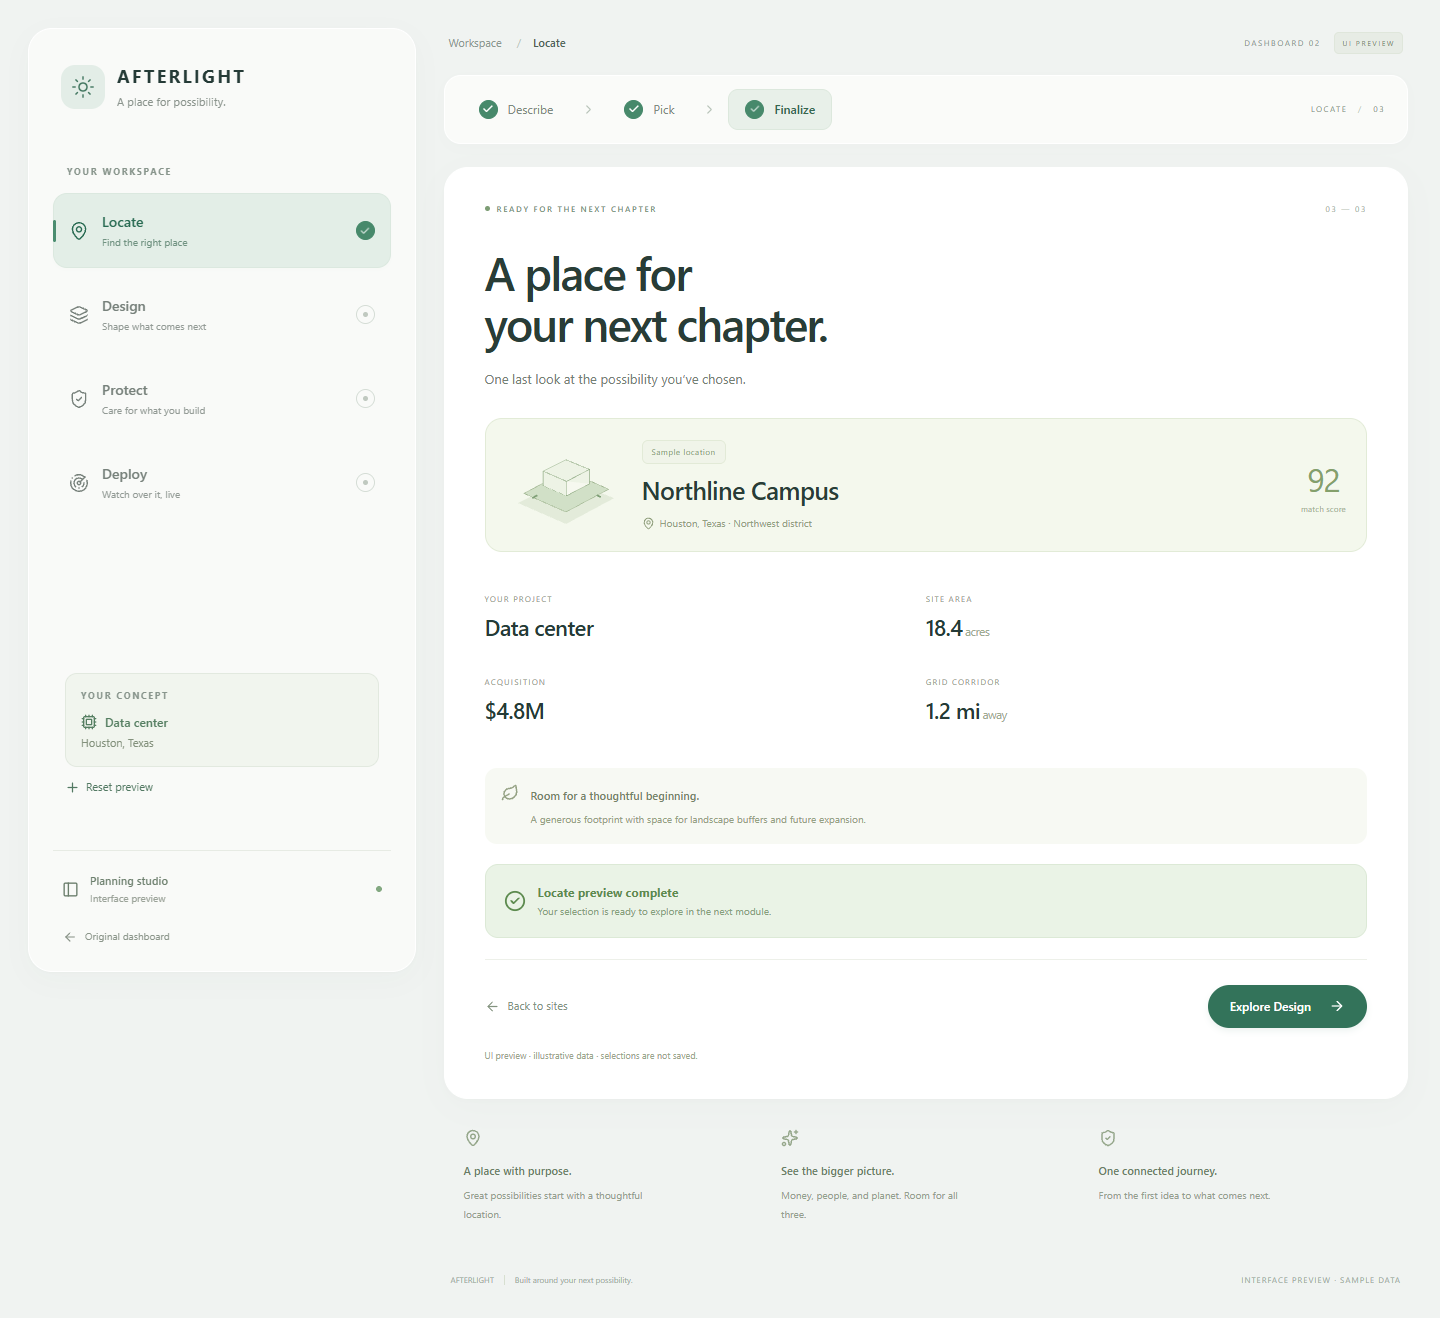 AFTERLIGHT
A place for possibility.
YOUR WORKSPACE
Locate
Find the right place
Design
Shape what comes next
Protect
Care for what you build
Deploy
Watch over it, live
YOUR CONCEPT
Data center
Houston, Texas
Reset preview
Planning studio
Interface preview
Original dashboard
Workspace / Locate
DASHBOARD 02 UI PREVIEW
Describe Pick Finalize
LOCATE / 03
READY FOR THE NEXT CHAPTER
03 — 03
A place for
your next chapter.
One last look at the possibility you’ve chosen.
Sample location
Northline Campus
Houston, Texas · Northwest district
92
match score
YOUR PROJECT
Data center
SITE AREA
18.4 acres
ACQUISITION
$4.8M
GRID CORRIDOR
1.2 mi away
Room for a thoughtful beginning.
A generous footprint with space for landscape buffers and future expansion.
Locate preview complete
Your selection is ready to explore in the next module.
Back to sites
Explore Design
UI preview · illustrative data · selections are not saved.
A place with purpose.
Great possibilities start with a thoughtful
location.
See the bigger picture.
Money, people, and planet. Room for all
three.
One connected journey.
From the first idea to what comes next.
AFTERLIGHT | Built around your next possibility.
INTERFACE PREVIEW · SAMPLE DATA